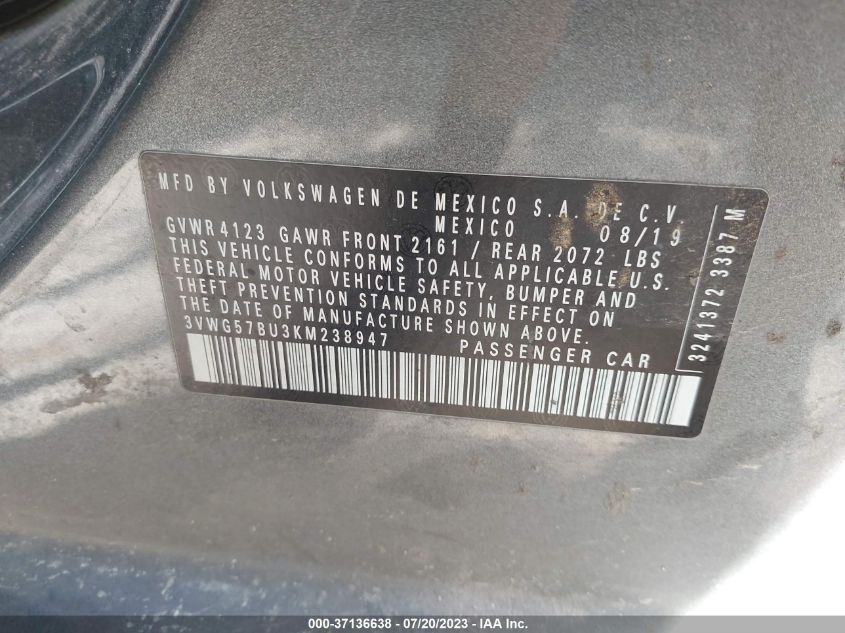 MFD BY VOLKSWAGEN DE MEXICO S.A. DE C.V.
MEXICO 08/19
GVWR 4123 GAWR FRONT 2161 / REAR 2072 LBS
THIS VEHICLE CONFORMS TO ALL APPLICABLE U.S.
FEDERAL MOTOR VEHICLE SAFETY, BUMPER AND
THEFT PREVENTION STANDARDS IN EFFECT ON
THE DATE OF MANUFACTURE SHOWN ABOVE.
3VWG57BU3KM238947 PASSENGER CAR
3241372 3387 M
000-37136638 - 07/20/2023 - IAA Inc.